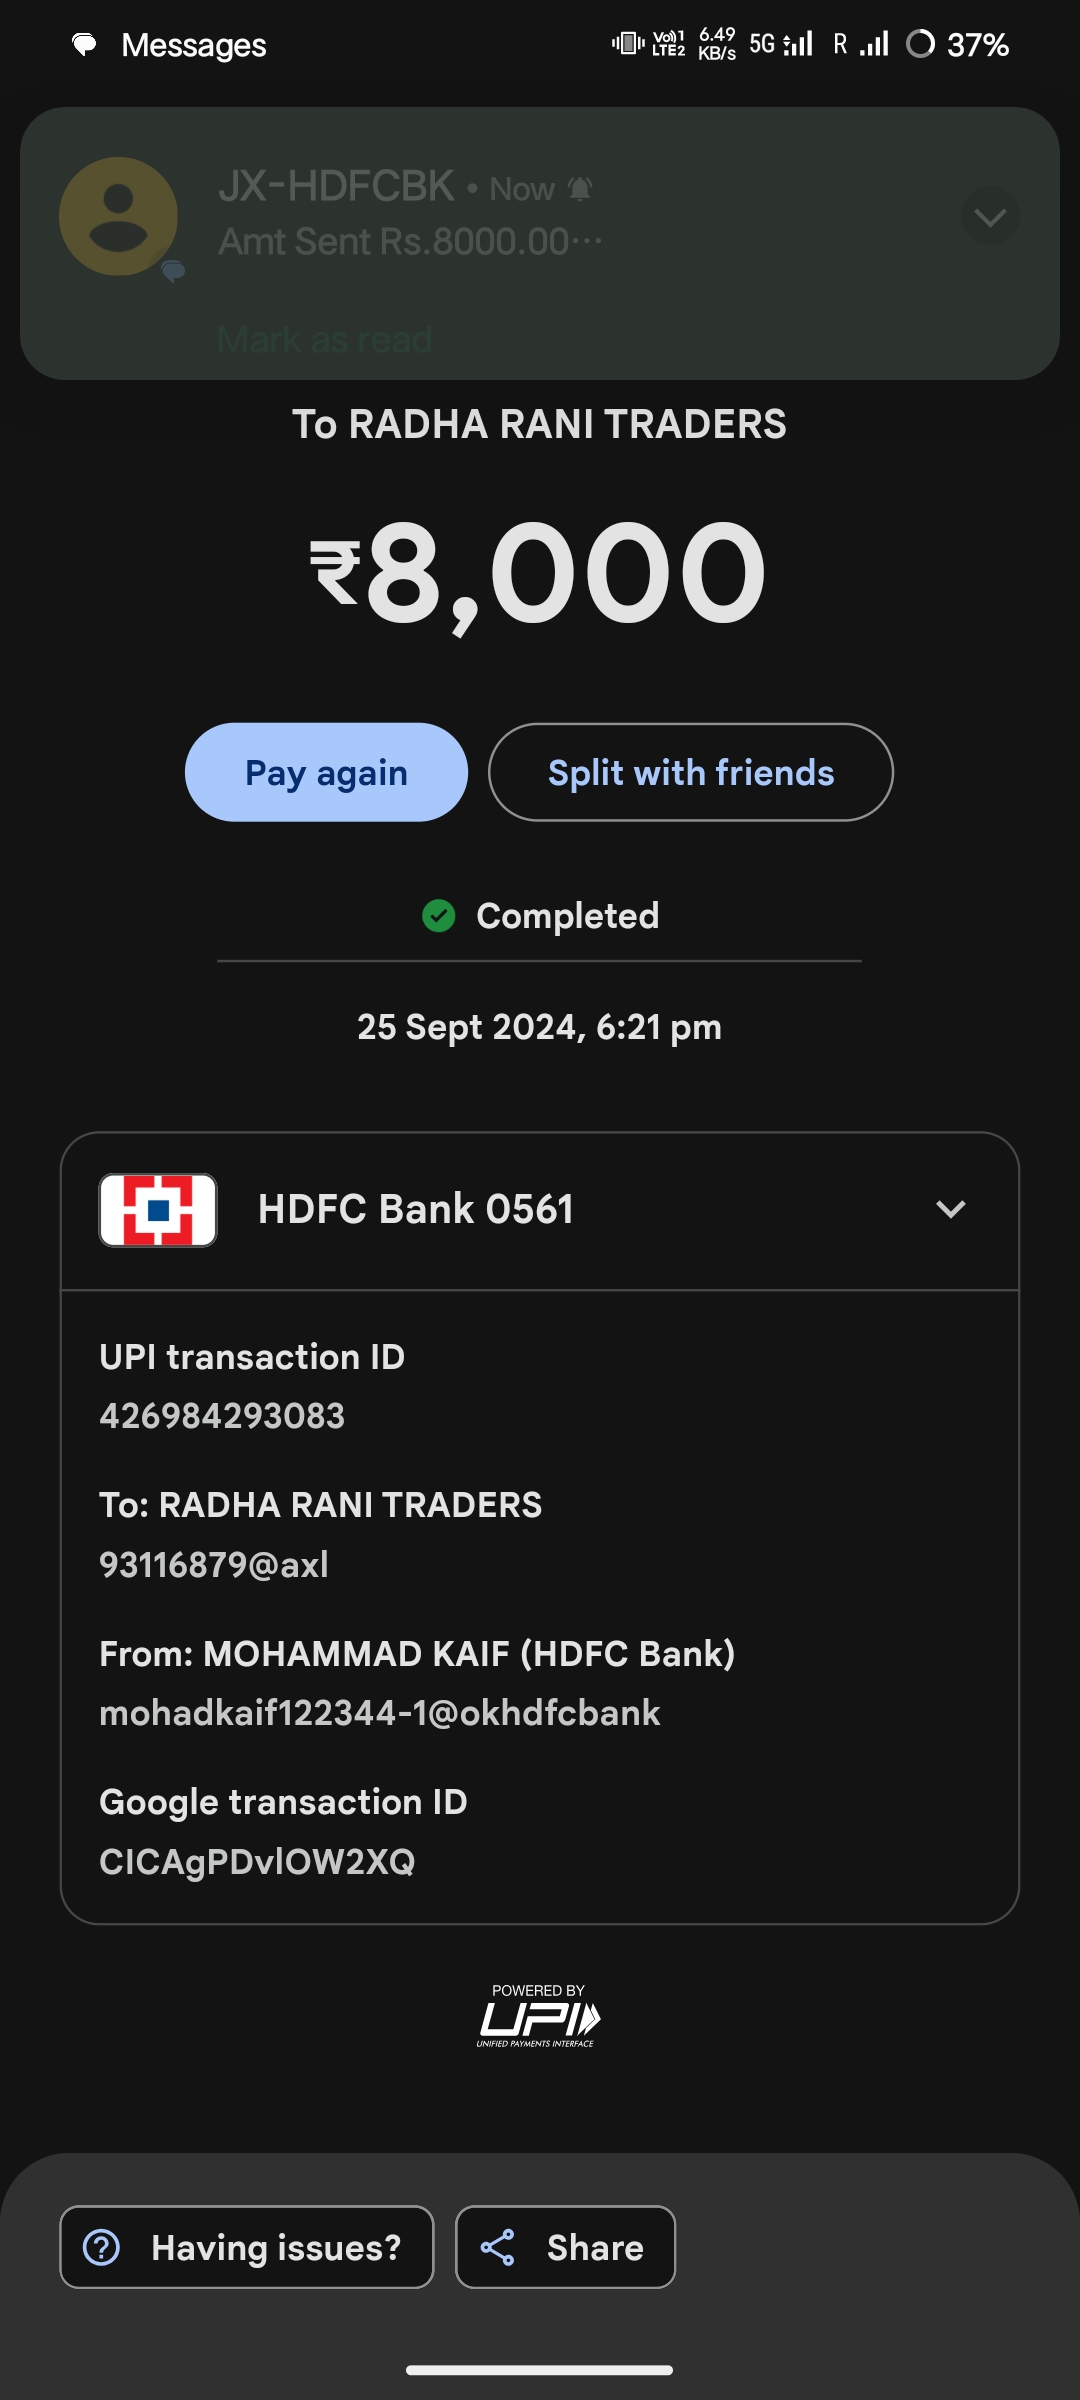 Messages
Vo)) 1 LTE2 6.49 KB/s 5G R 37%
JX-HDFCBK • Now
Amt Sent Rs.8000.00···
Mark as read
To RADHA RANI TRADERS
₹8,000
Pay again
Split with friends
Completed
25 Sept 2024, 6:21 pm
HDFC Bank 0561
UPI transaction ID
426984293083
To: RADHA RANI TRADERS
93116879@axl
From: MOHAMMAD KAIF (HDFC Bank)
mohadkaif122344-1@okhdfcbank
Google transaction ID
CICAgPDvlOW2XQ
POWERED BY
UPI
UNIFIED PAYMENTS INTERFACE
Having issues?
Share